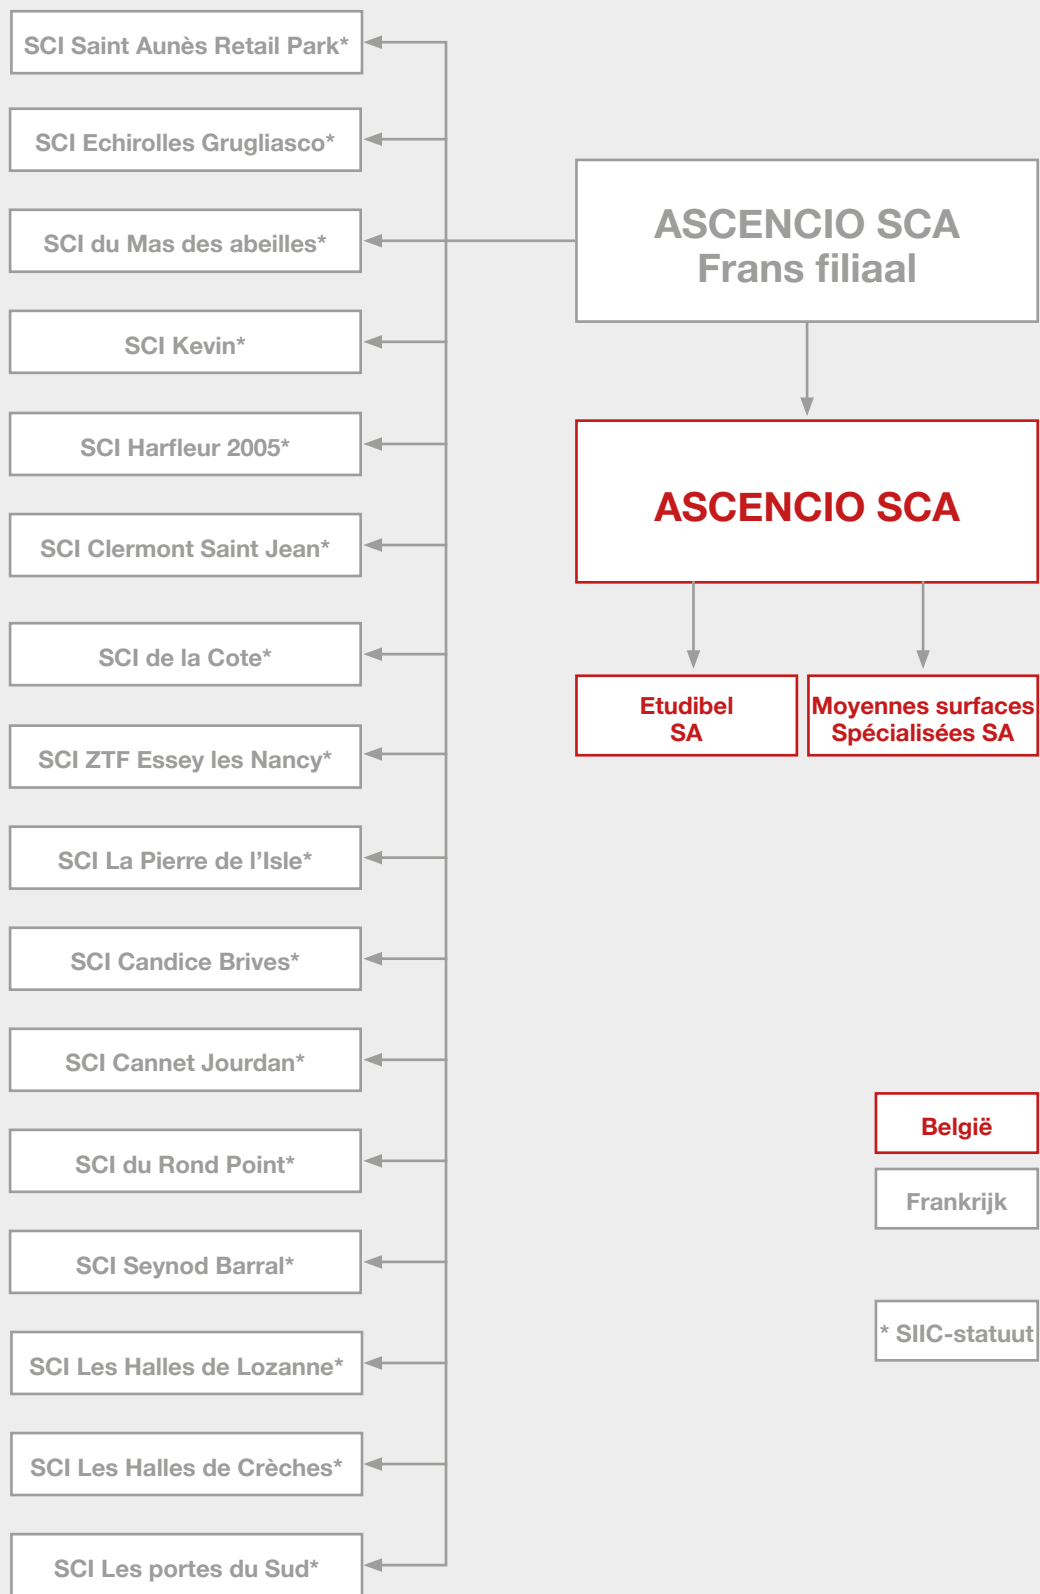 SCI Saint Aunès Retail Park*
SCI Echirolles Grugliasco*
SCI du Mas des abeilles*
SCI Kevin*
SCI Harfleur 2005*
SCI Clermont Saint Jean*
SCI de la Cote*
SCI ZTF Essey les Nancy*
SCI La Pierre de l'Isle*
SCI Candice Brives*
SCI Cannet Jourdan*
SCI du Rond Point*
SCI Seynod Barral*
SCI Les Halles de Lozanne*
SCI Les Halles de Crèches*
SCI Les portes du Sud*
ASCENCIO SCA
Frans filiaal
ASCENCIO SCA
Etudibel
SA
Moyennes surfaces
Spécialisées SA
België
Frankrijk
* SIIC-statuut